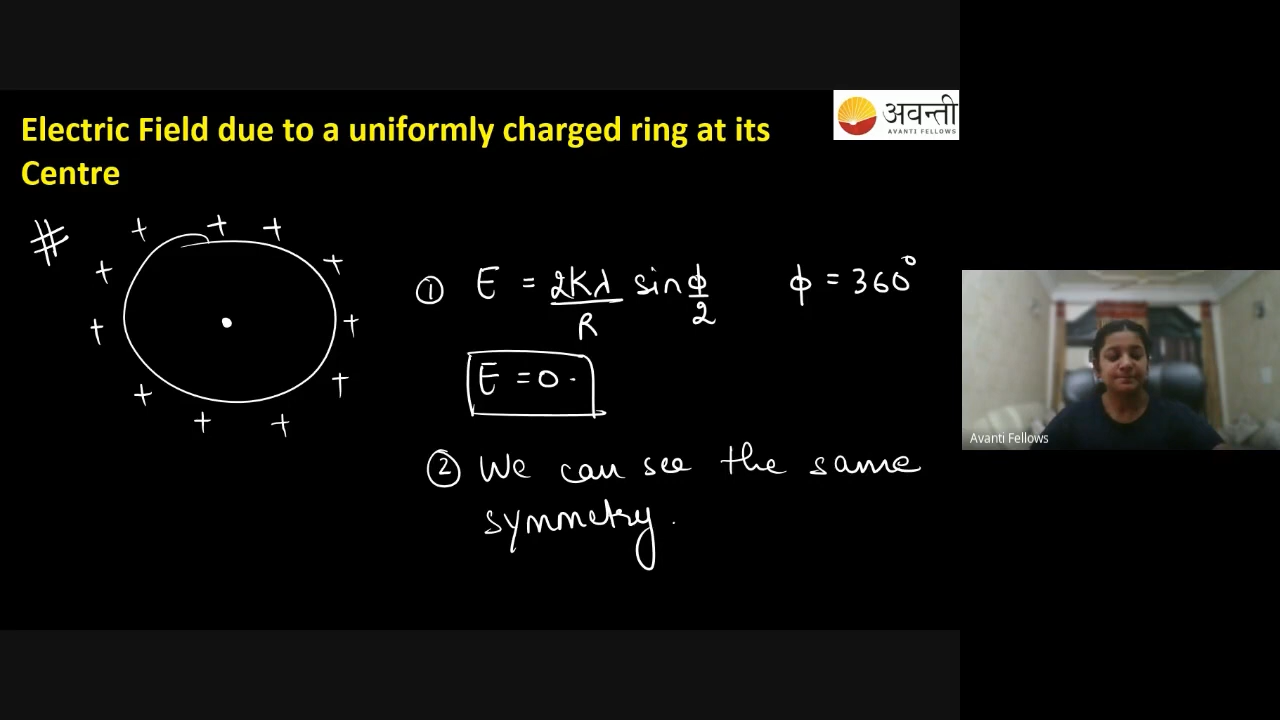 Electric Field due to a uniformly charged ring at its
Centre
अवन्ती
AVANTI FELLOWS
#
+ + + + + + + + + + + +
① E = 2Kλ/R sin ϕ/2 ϕ = 360°
E = 0.
② We can see the same
symmetry.
Avanti Fellows